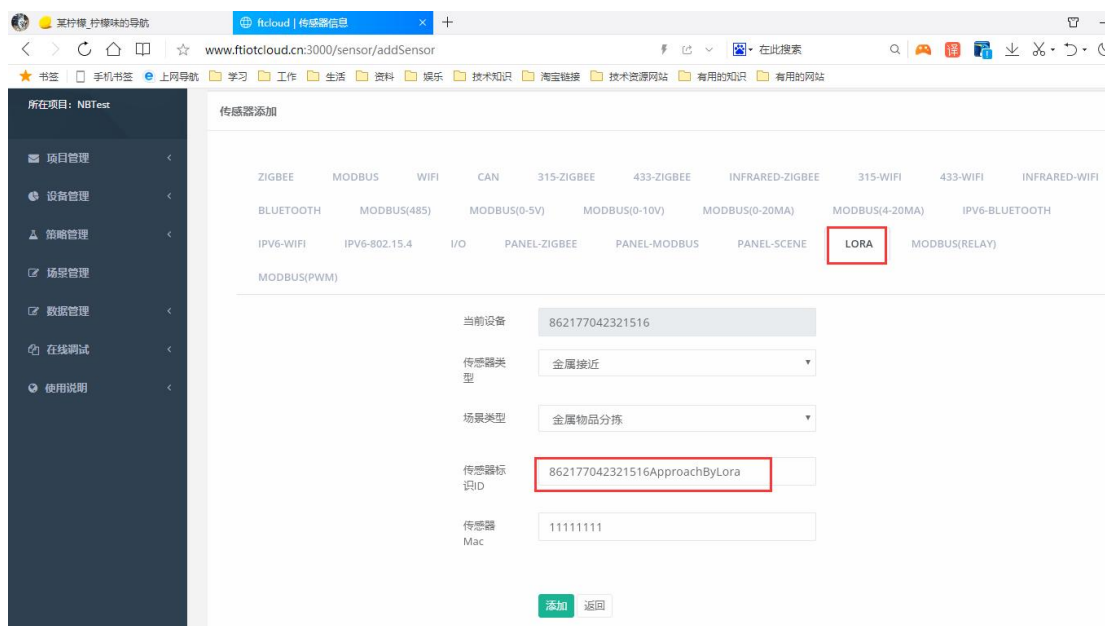 某柠檬_柠檬味的导航
ftcloud | 传感器信息
www.ftiotcloud.cn:3000/sensor/addSensor 在此搜索 译
书签 手机书签 上网导航 学习 工作 生活 资料 娱乐 技术知识 淘宝链接 技术资源网站 有用的知识 有用的网站
所在项目：NBTest
传感器添加
项目管理
设备管理
策略管理
场景管理
数据管理
在线调试
使用说明
ZIGBEE MODBUS WIFI CAN 315-ZIGBEE 433-ZIGBEE INFRARED-ZIGBEE 315-WIFI 433-WIFI INFRARED-WIFI
BLUETOOTH MODBUS(485) MODBUS(0-5V) MODBUS(0-10V) MODBUS(0-20MA) MODBUS(4-20MA) IPV6-BLUETOOTH
IPV6-WIFI IPV6-802.15.4 I/O PANEL-ZIGBEE PANEL-MODBUS PANEL-SCENE LORA MODBUS(RELAY)
MODBUS(PWM)
当前设备 862177042321516
传感器类 金属接近
型
场景类型 金属物品分拣
传感器标 862177042321516ApproachByLora
识ID
传感器 11111111
Mac
添加 返回